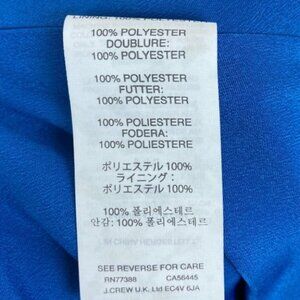 100% POLYESTER
DOUBLURE:
100% POLYESTER
100% POLYESTER
FUTTER:
100% POLYESTER
100% POLIESTERE
FODERA:
100% POLIESTERE
ポリエステル 100%
ライニング:
ポリエステル 100%
100% 폴리에스테르
안감: 100% 폴리에스테르
SEE REVERSE FOR CARE
RN77388 CA56445
J.CREW U.K. Ltd EC4V 6JA